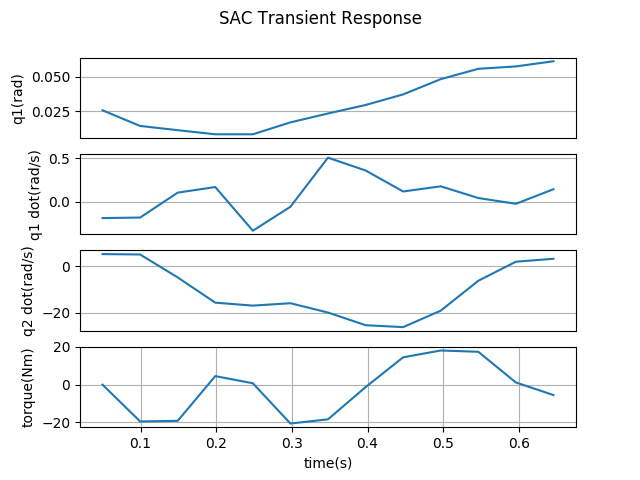 SAC Transient Response
q1(rad)
0.050
0.025
q1 dot(rad/s)
0.5
0.0
q2 dot(rad/s)
0
−20
torque(Nm)
20
0
−20
0.1 0.2 0.3 0.4 0.5 0.6
time(s)